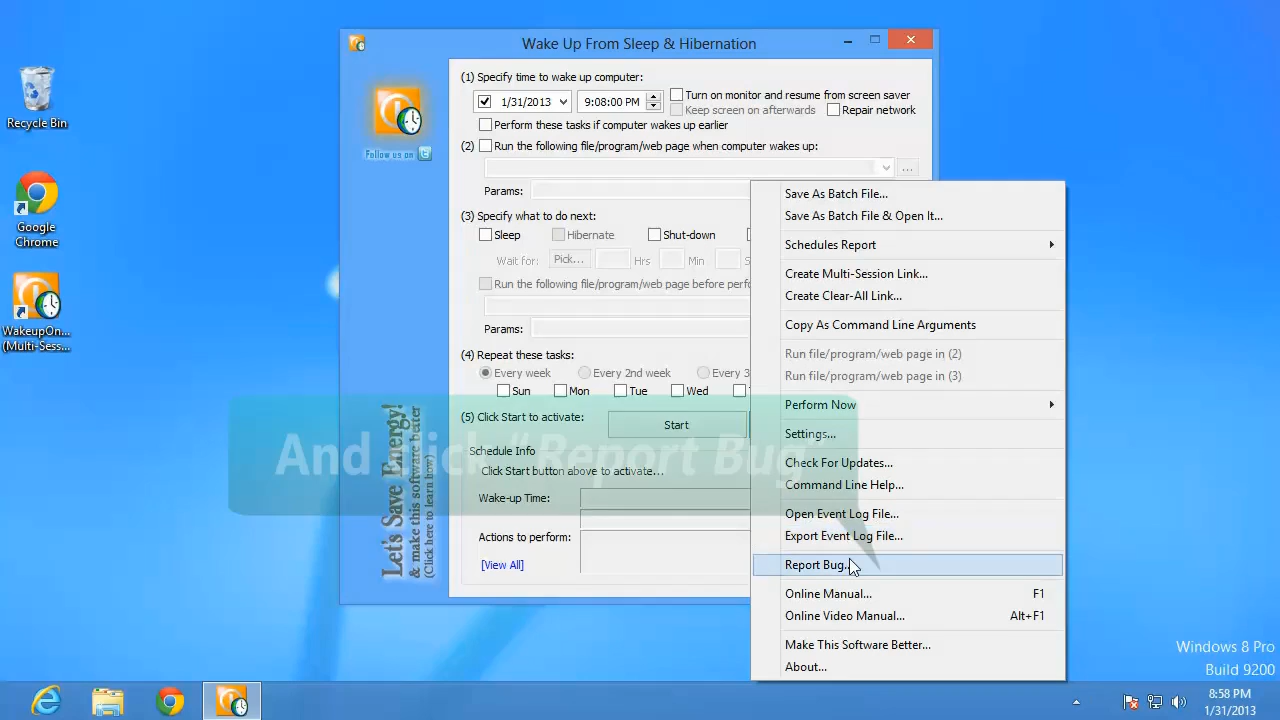 Recycle Bin
Google
Chrome
WakeupOn...
(Multi-Sess...
Wake Up From Sleep & Hibernation
Follow us on
Let's Save Energy!
& make this software better
(Click here to learn how)
(1) Specify time to wake up computer:
1/31/2013
9:08:00 PM
Turn on monitor and resume from screen saver
Keep screen on afterwards
Repair network
Perform these tasks if computer wakes up earlier
(2) Run the following file/program/web page when computer wakes up:
...
Params:
(3) Specify what to do next:
Sleep
Hibernate
Shut-down
Wait for:
Pick...
Hrs
Min
S
Run the following file/program/web page before perf
Params:
(4) Repeat these tasks:
Every week
Every 2nd week
Every 3
Sun
Mon
Tue
Wed
(5) Click Start to activate:
Start
Schedule Info
Click Start button above to activate...
Wake-up Time:
Actions to perform:
[View All]
And click "Report Bug"
Save As Batch File...
Save As Batch File & Open It...
Schedules Report
Create Multi-Session Link...
Create Clear-All Link...
Copy As Command Line Arguments
Run file/program/web page in (2)
Run file/program/web page in (3)
Perform Now
Settings...
Check For Updates...
Command Line Help...
Open Event Log File...
Export Event Log File...
Report Bug...
Online Manual... F1
Online Video Manual... Alt+F1
Make This Software Better...
About...
Windows 8 Pro
Build 9200
8:58 PM
1/31/2013